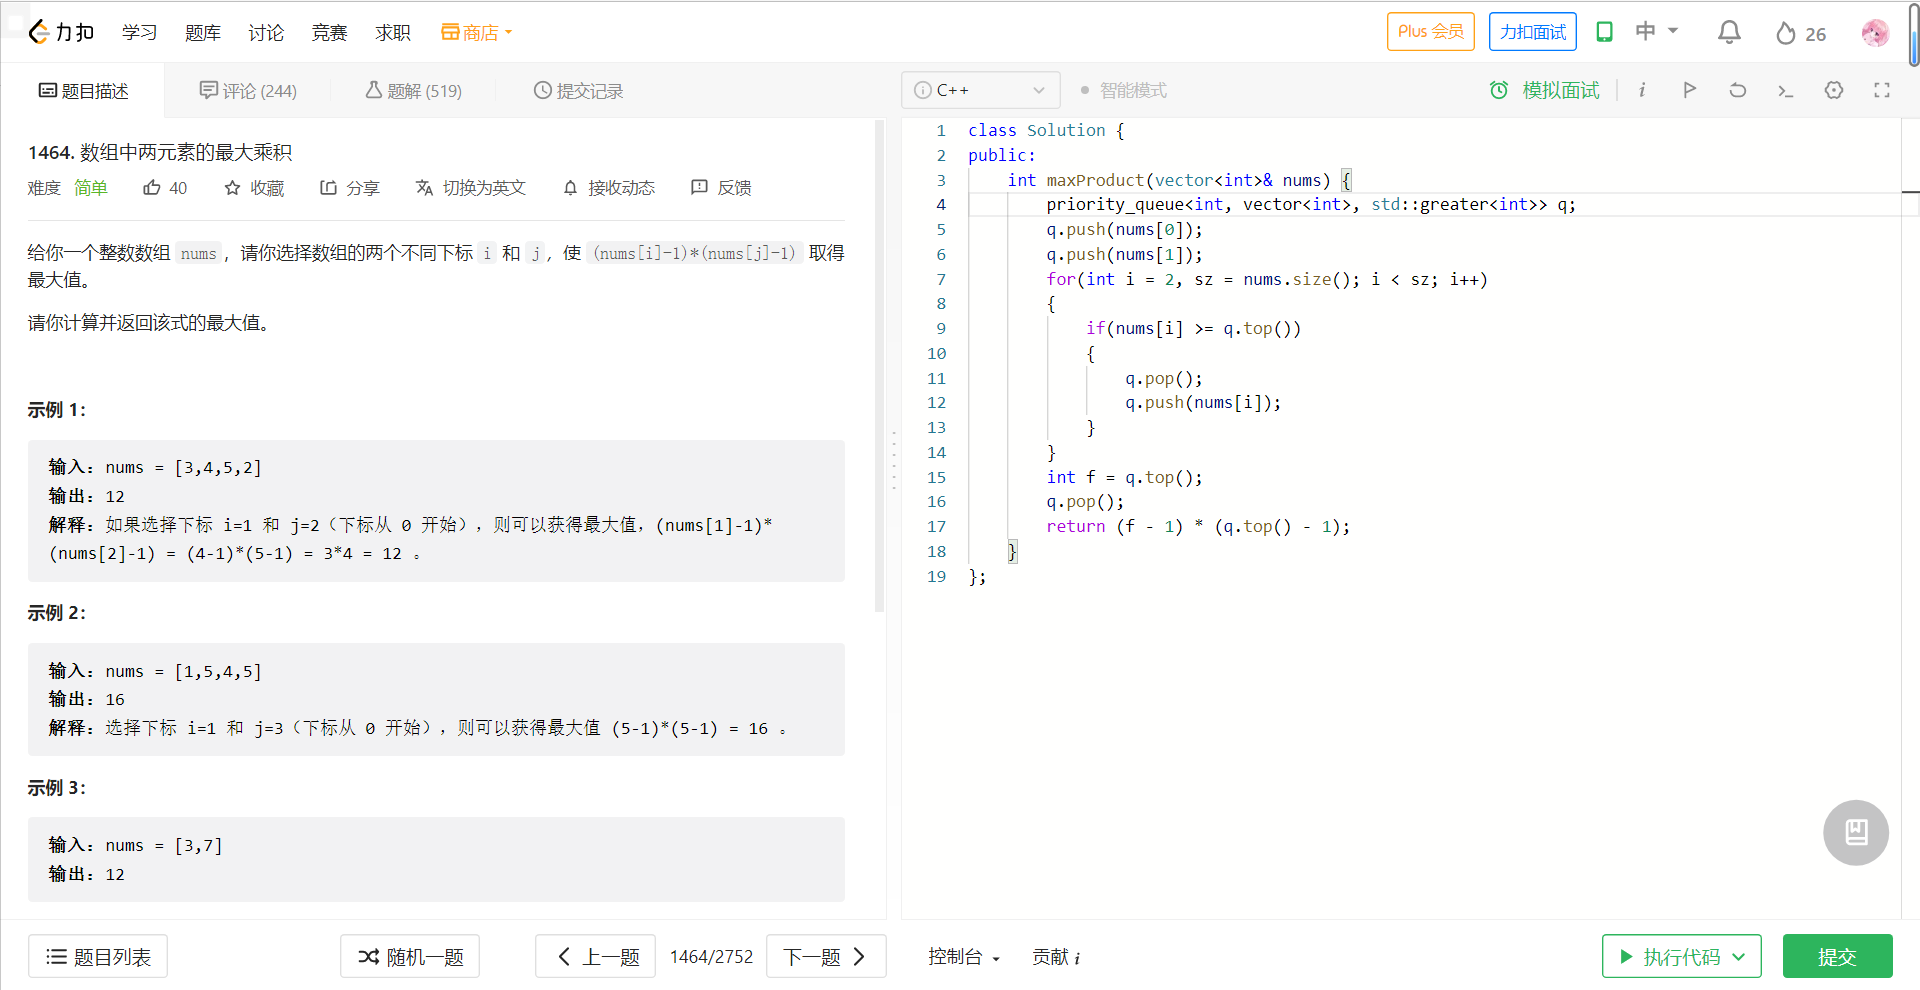 力扣 学习 题库 讨论 竞赛 求职 商店 Plus 会员 力扣面试 中 26
题目描述 评论 (244) 题解 (519) 提交记录 C++ 智能模式 模拟面试 i
1464. 数组中两元素的最大乘积
难度 简单 40 收藏 分享 切换为英文 接收动态 反馈
给你一个整数数组 nums，请你选择数组的两个不同下标 i 和 j，使 (nums[i]-1)*(nums[j]-1) 取得
最大值。
请你计算并返回该式的最大值。
示例 1：
输入：nums = [3,4,5,2]
输出：12
解释：如果选择下标 i=1 和 j=2（下标从 0 开始），则可以获得最大值，(nums[1]-1)*
(nums[2]-1) = (4-1)*(5-1) = 3*4 = 12 。
示例 2：
输入：nums = [1,5,4,5]
输出：16
解释：选择下标 i=1 和 j=3（下标从 0 开始），则可以获得最大值 (5-1)*(5-1) = 16 。
示例 3：
输入：nums = [3,7]
输出：12
1 class Solution {
2 public:
3 int maxProduct(vector<int>& nums) {
4 priority_queue<int, vector<int>, std::greater<int>> q;
5 q.push(nums[0]);
6 q.push(nums[1]);
7 for(int i = 2, sz = nums.size(); i < sz; i++)
8 {
9 if(nums[i] >= q.top())
10 {
11 q.pop();
12 q.push(nums[i]);
13 }
14 }
15 int f = q.top();
16 q.pop();
17 return (f - 1) * (q.top() - 1);
18 }
19 };
题目列表 随机一题 上一题 1464/2752 下一题 控制台 贡献 i 执行代码 提交